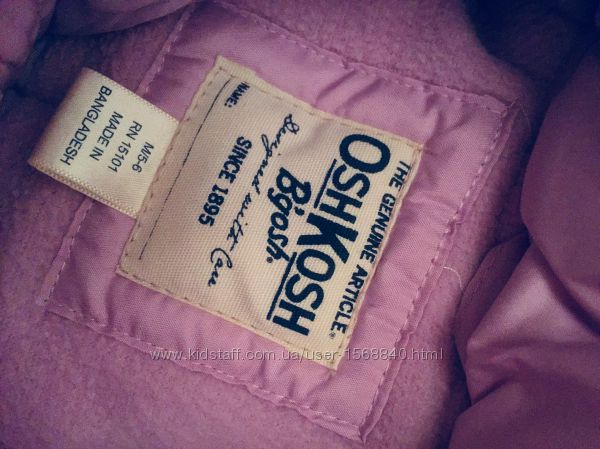 THE GENUINE ARTICLE®
OSHKOSH
B'gosh®
SINCE 1895
Designed with Care
NAME:
M/5-6
RN 15101
MADE IN
BANGLADESH
www.kidstaff.com.ua/user-1568840.html